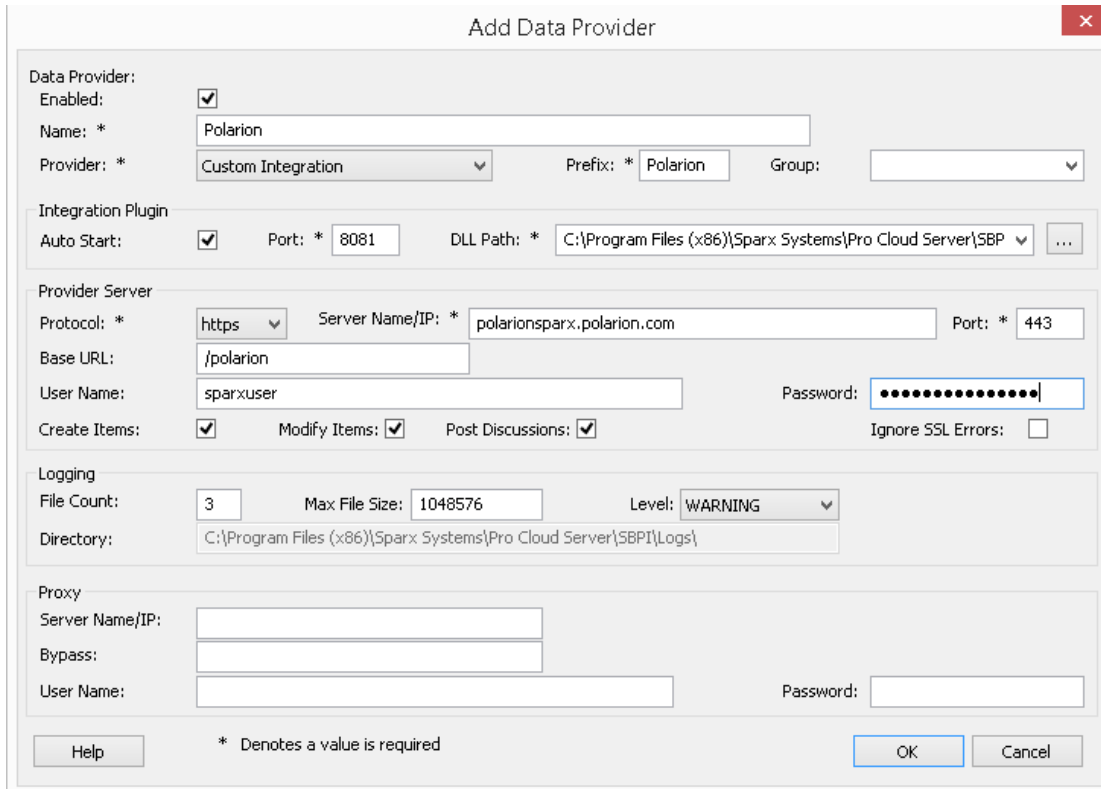 Add Data Provider
Data Provider:
Enabled:
Name: * Polarion
Provider: * Custom Integration Prefix: * Polarion Group:
Integration Plugin
Auto Start: Port: * 8081 DLL Path: * C:\Program Files (x86)\Sparx Systems\Pro Cloud Server\SBP ...
Provider Server
Protocol: * https Server Name/IP: * polarionsparx.polarion.com Port: * 443
Base URL: /polarion
User Name: sparxuser Password: ●●●●●●●●●●●●●●●
Create Items: Modify Items: Post Discussions: Ignore SSL Errors:
Logging
File Count: 3 Max File Size: 1048576 Level: WARNING
Directory: C:\Program Files (x86)\Sparx Systems\Pro Cloud Server\SBPI\Logs\
Proxy
Server Name/IP:
Bypass:
User Name: Password:
Help * Denotes a value is required OK Cancel